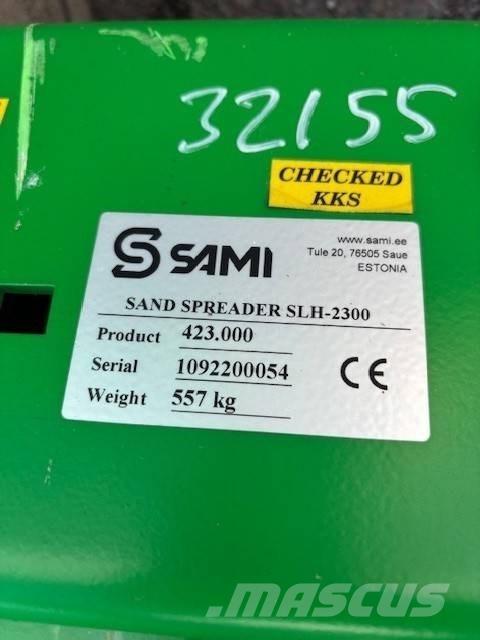 32155
CHECKED
KKS
SAMI
www.sami.ee
Tule 20, 76505 Saue
ESTONIA
SAND SPREADER SLH-2300
Product 423.000
Serial 1092200054
Weight 557 kg
CE
MASCUS